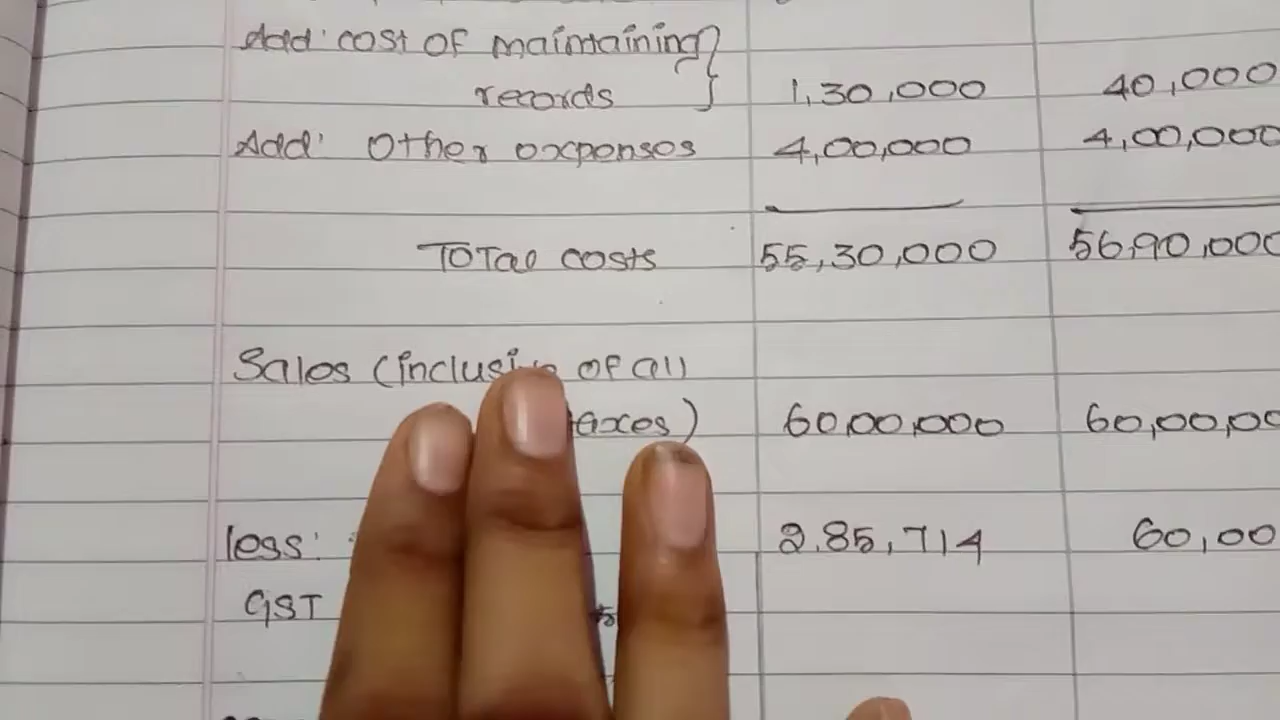 Add: cost of maintaining
records 1,30,000 40,000
Add: Other expenses 4,00,000 4,00,000
Total costs 55,30,000 56,90,000
Sales (inclusive of all
taxes) 60,00,000 60,00,00
less: 2,85,714 60,00
GST